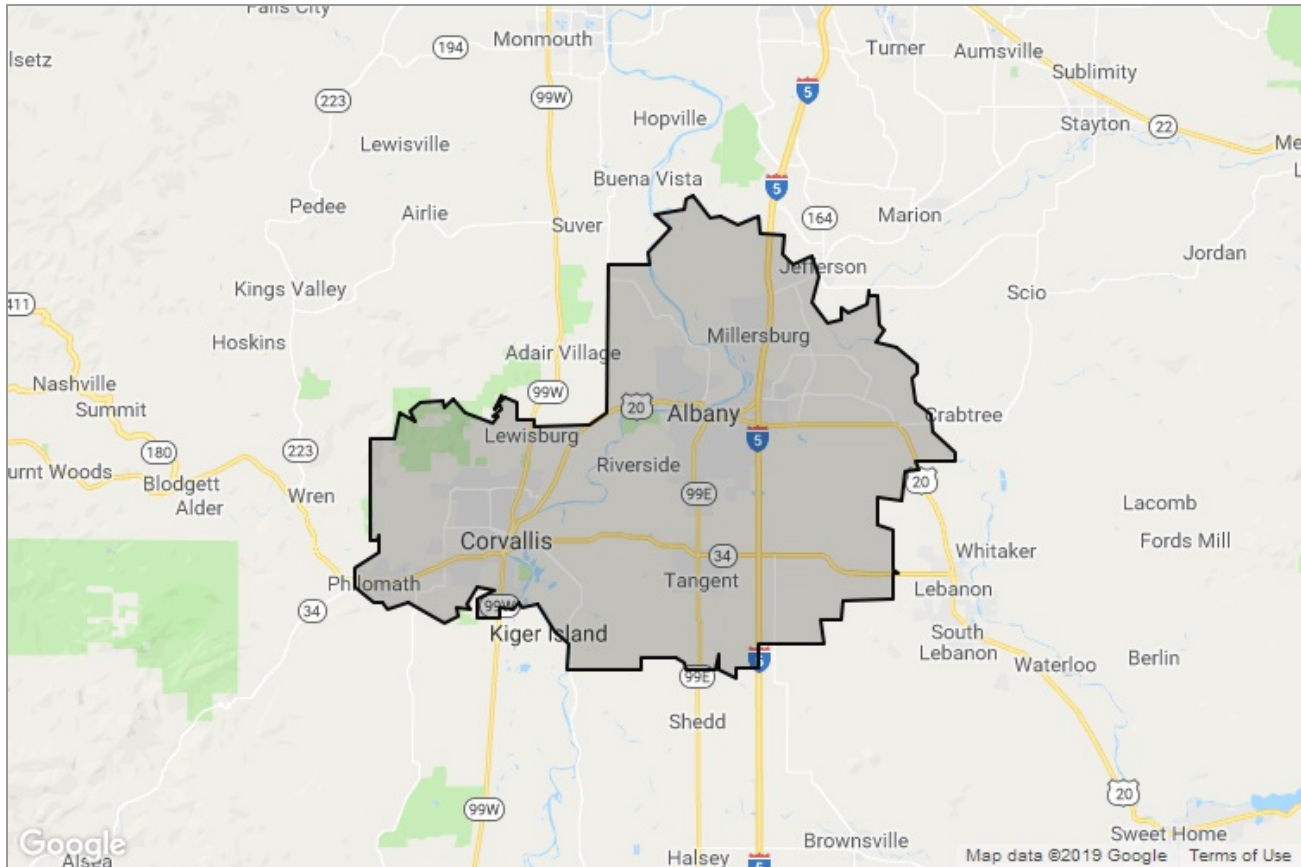 Falls City
194
Monmouth
Turner
Aumsville
Sublimity
5
223
99W
Hopville
Stayton
22
Lewisville
Buena Vista
5
Pedee
Airlie
Suver
164
Marion
Jordan
Jefferson
Scio
Kings Valley
411
Hoskins
Millersburg
Adair Village
Nashville
99W
20
Summit
Albany
Crabtree
Lewisburg
5
223
180
Riverside
Blodgett
20
99E
Wren
Alder
Lacomb
Corvallis
Fords Mill
34
Whitaker
Philomath
Tangent
Lebanon
34
99W
Kiger Island
South
Lebanon
Berlin
5
Waterloo
99E
Shedd
20
99W
Sweet Home
Brownsville
Google
Alsea
Halsey
5
Map data ©2019 Google
Terms of Use